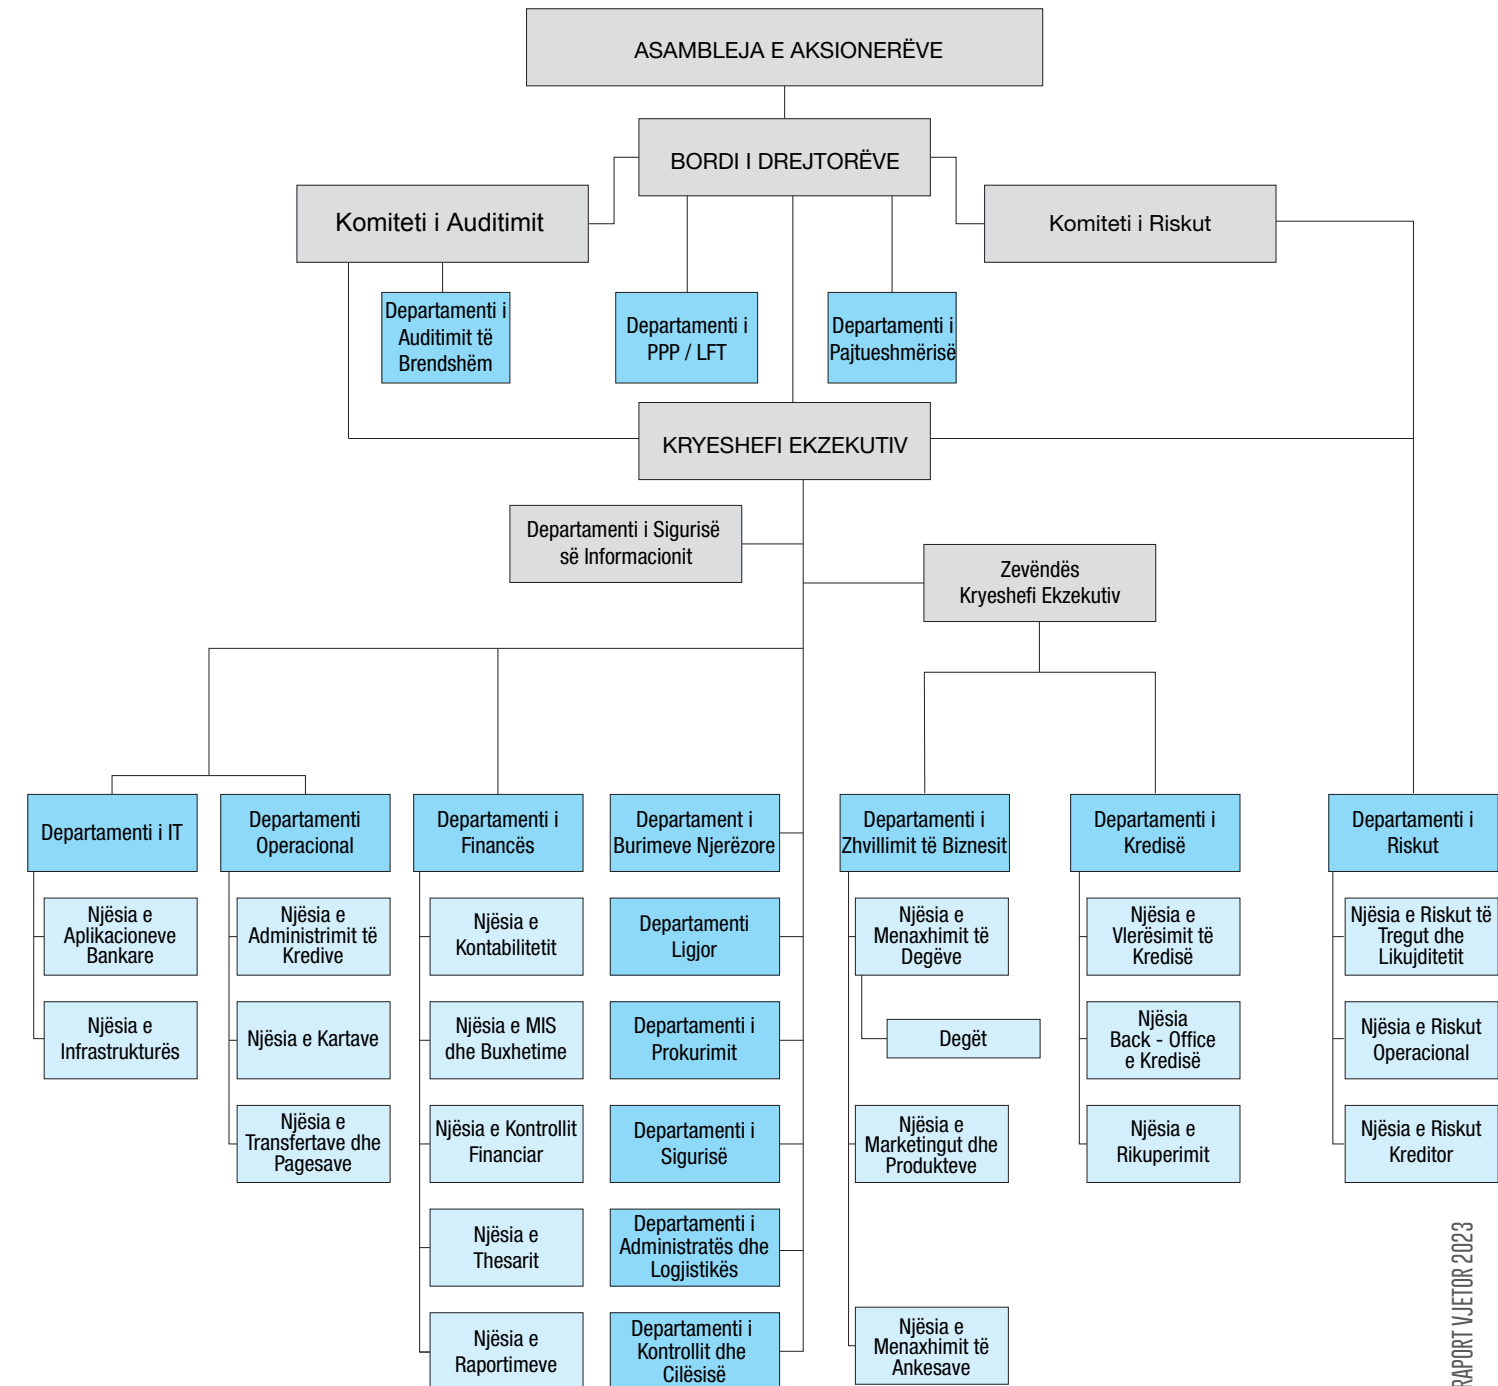 ASAMBLEJA E AKSIONERËVE
BORDI I DREJTORËVE
Komiteti i Auditimit
Komiteti i Riskut
Departamenti i
Auditimit të
Brendshëm
Departamenti i
PPP / LFT
Departamenti i
Pajtueshmërisë
KRYESHEFI EKZEKUTIV
Departamenti i Sigurisë
së Informacionit
Zevëndës
Kryeshefi Ekzekutiv
Departamenti i IT
Njësia e
Aplikacioneve
Bankare
Njësia e
Infrastrukturës
Departamenti
Operacional
Njësia e
Administrimit të
Kredive
Njësia e Kartave
Njësia e
Transfertave dhe
Pagesave
Departamenti i
Financës
Njësia e
Kontabilitetit
Njësia e MIS
dhe Buxhetime
Njësia e Kontrollit
Financiar
Njësia e
Thesarit
Njësia e
Raportimeve
Departament i
Burimeve Njerëzore
Departamenti
Ligjor
Departamenti i
Prokurimit
Departamenti i
Sigurisë
Departamenti i
Administratës dhe
Logjistikës
Departamenti i
Kontrollit dhe
Cilësisë
Departamenti i
Zhvillimit të Biznesit
Njësia e
Menaxhimit të
Degëve
Degët
Njësia e
Marketingut dhe
Produkteve
Njësia e
Menaxhimit të
Ankesave
Departamenti i
Kredisë
Njësia e
Vlerësimit të
Kredisë
Njësia
Back - Office
e Kredisë
Njësia e
Rikuperimit
Departamenti i
Riskut
Njësia e Riskut të
Tregut dhe
Likujditetit
Njësia e Riskut
Operacional
Njësia e Riskut
Kreditor
RAPORT VJETOR 2023